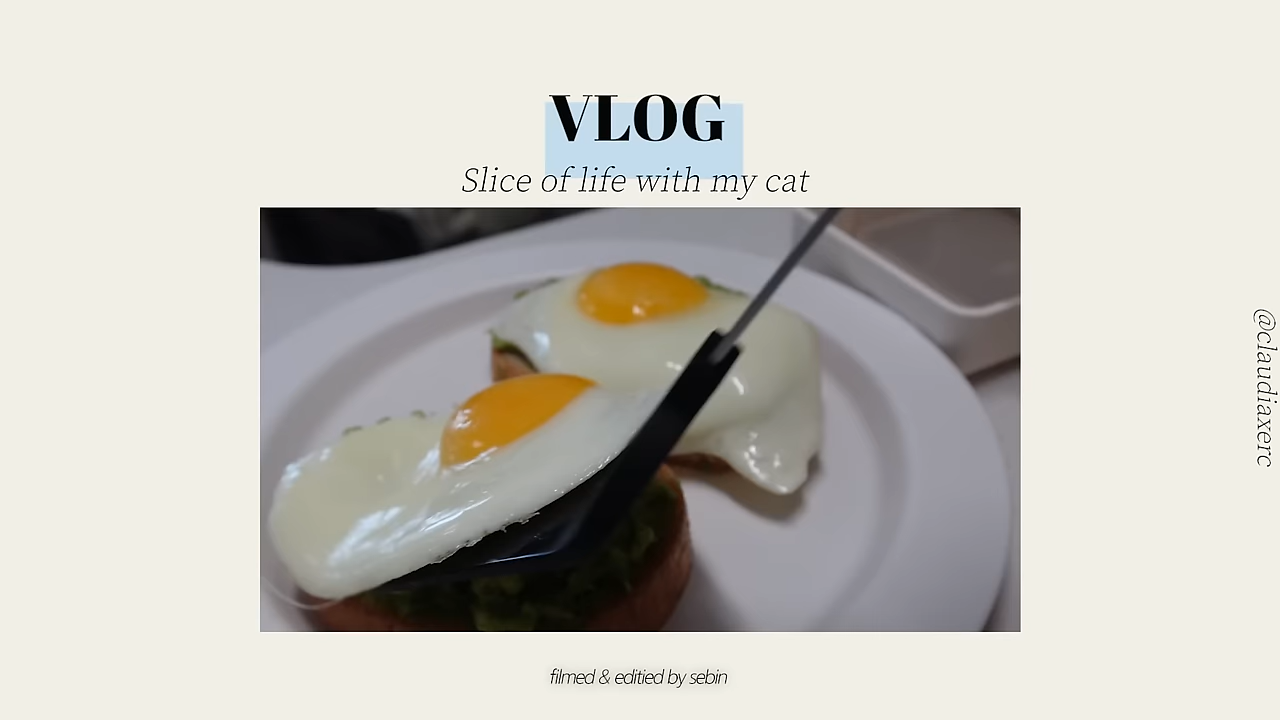 VLOG
Slice of life with my cat
@claudiaxerc
filmed & editied by sebin